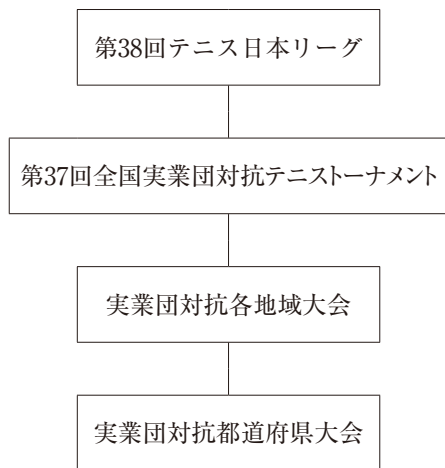 第38回テニス日本リーグ
第37回全国実業団対抗テニストーナメント
実業団対抗各地域大会
実業団対抗都道府県大会